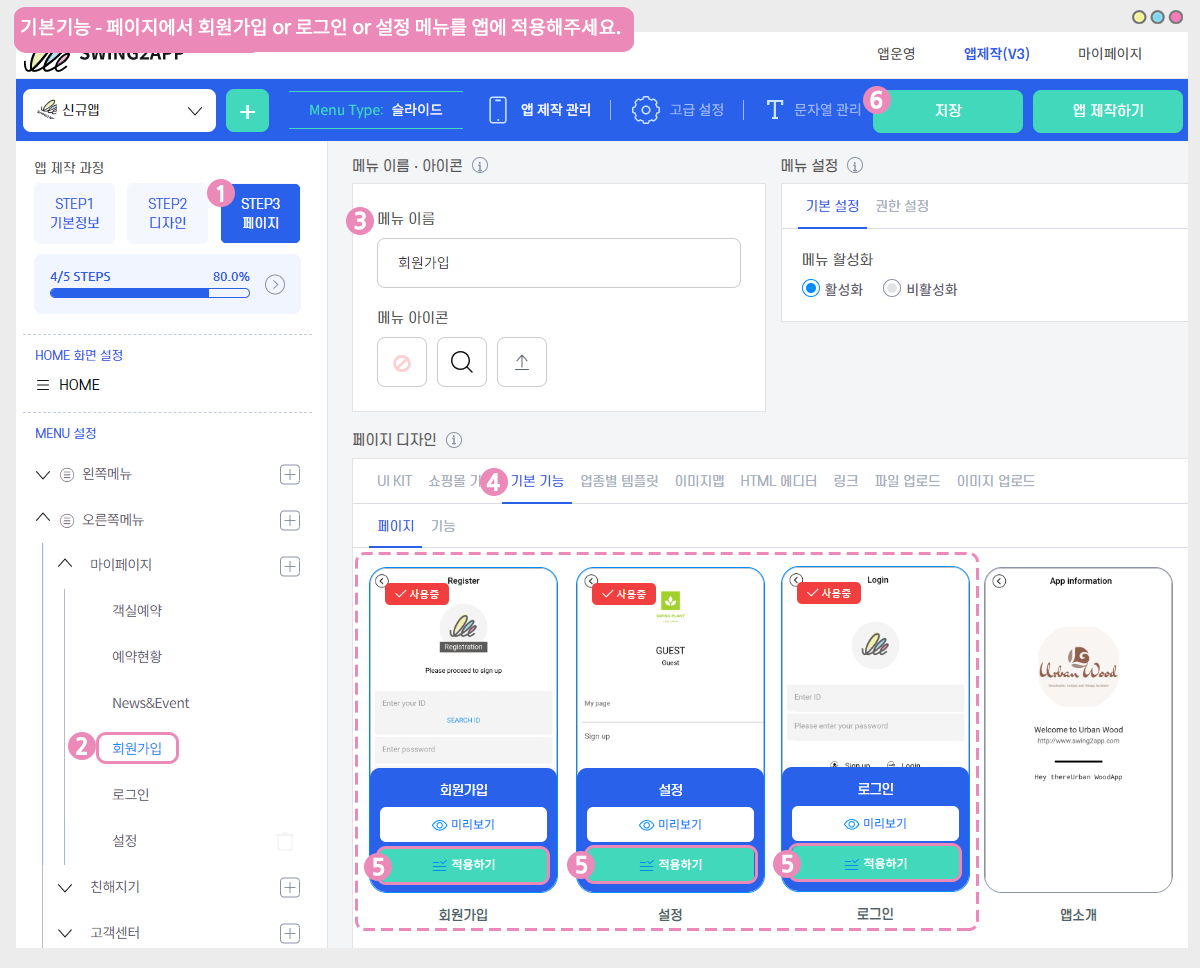 기본기능 - 페이지에서 회원가입 or 로그인 or 설정 메뉴를 앱에 적용해주세요.
SWING2APP
앱운영
앱제작(V3)
마이페이지
신규앱
+
Menu Type: 슬라이드
앱 제작 관리
고급 설정
문자열 관리
6
저장
앱 제작하기
앱 제작 과정
STEP1
기본정보
STEP2
디자인
1
STEP3
페이지
4/5 STEPS
80.0%
HOME 화면 설정
HOME
MENU 설정
왼쪽메뉴
오른쪽메뉴
마이페이지
객실예약
예약현황
News&Event
2
회원가입
로그인
설정
친해지기
고객센터
메뉴 이름 · 아이콘
3
메뉴 이름
회원가입
메뉴 아이콘
메뉴 설정
기본 설정
권한 설정
메뉴 활성화
활성화
비활성화
페이지 디자인
UI KIT
쇼핑몰 기
4
기본 기능
업종별 템플릿
이미지맵
HTML 에디터
링크
파일 업로드
이미지 업로드
페이지
기능
Register
사용중
Registration
Please proceed to sign up
Enter your ID
SEARCH ID
Enter password
회원가입
미리보기
5
적용하기
회원가입
사용중
GUEST
Guest
My page
Sign up
설정
미리보기
5
적용하기
설정
Login
사용중
Enter ID
Please enter your password
Sign up
Login
로그인
미리보기
5
적용하기
로그인
App information
Urban Wood
Welcome to Urban Wood
http://www.swing2app.com
Hey thereUrban WoodApp
앱소개